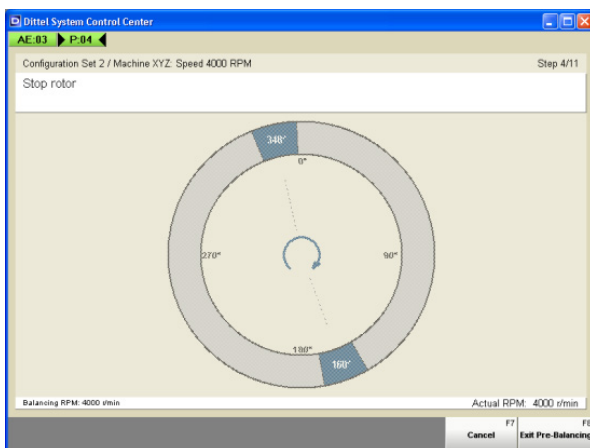 Dittel System Control Center
AE:03 P:04
Configuration Set 2 / Machine XYZ: Speed 4000 RPM Step 4/11
Stop rotor
348°
0°
270° 90°
180°
160°
Balancing RPM: 4000 r/min Actual RPM: 4000 r/min
F7 F8
Cancel Exit Pre-Balancing